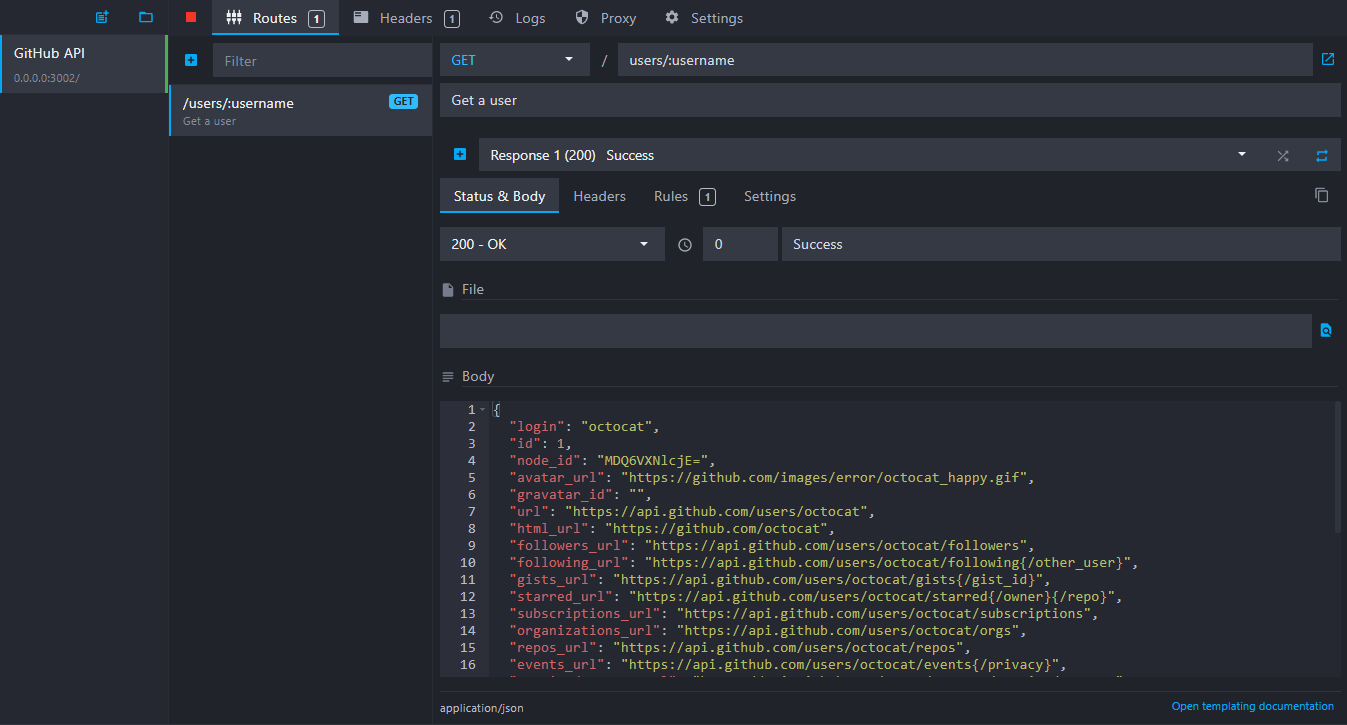 Routes 1 Headers 1 Logs Proxy Settings
GitHub API
0.0.0.0:3002/
Filter
/users/:username GET
Get a user
GET / users/:username
Get a user
Response 1 (200) Success
Status & Body Headers Rules 1 Settings
200 - OK 0 Success
File
Body
1 {
2 "login": "octocat",
3 "id": 1,
4 "node_id": "MDQ6VXNlcjE=",
5 "avatar_url": "https://github.com/images/error/octocat_happy.gif",
6 "gravatar_id": "",
7 "url": "https://api.github.com/users/octocat",
8 "html_url": "https://github.com/octocat",
9 "followers_url": "https://api.github.com/users/octocat/followers",
10 "following_url": "https://api.github.com/users/octocat/following{/other_user}",
11 "gists_url": "https://api.github.com/users/octocat/gists{/gist_id}",
12 "starred_url": "https://api.github.com/users/octocat/starred{/owner}{/repo}",
13 "subscriptions_url": "https://api.github.com/users/octocat/subscriptions",
14 "organizations_url": "https://api.github.com/users/octocat/orgs",
15 "repos_url": "https://api.github.com/users/octocat/repos",
16 "events_url": "https://api.github.com/users/octocat/events{/privacy}",
application/json
Open templating documentation